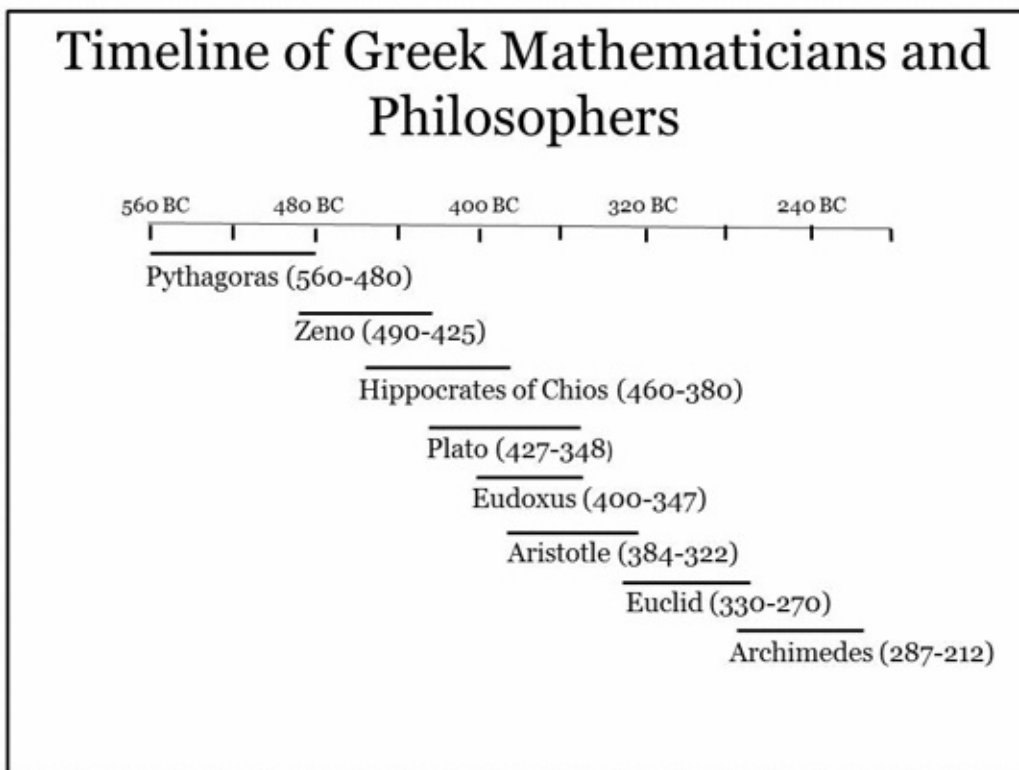 Timeline of Greek Mathematicians and
Philosophers
560 BC 480 BC 400 BC 320 BC 240 BC
Pythagoras (560-480)
Zeno (490-425)
Hippocrates of Chios (460-380)
Plato (427-348)
Eudoxus (400-347)
Aristotle (384-322)
Euclid (330-270)
Archimedes (287-212)